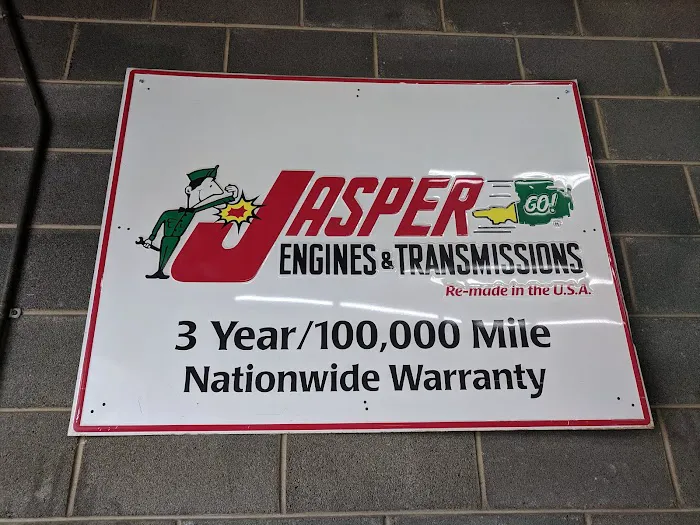 JASPER GO!
ENGINES & TRANSMISSIONS
Re-made in the U.S.A.
3 Year/100,000 Mile
Nationwide Warranty